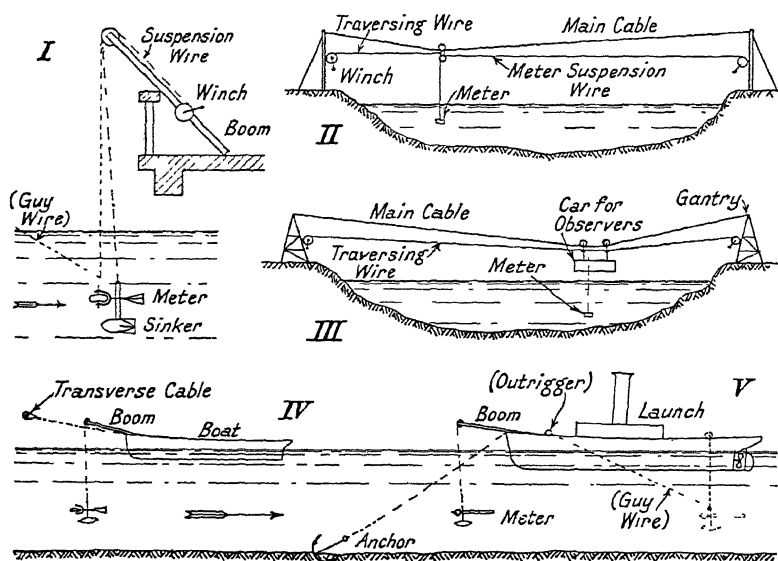 I
Suspension
Wire
Winch
Boom
(Guy
Wire)
Meter
Sinker
Traversing Wire
Main Cable
Winch
Meter Suspension
Wire
Meter
II
Main Cable
Car for
Observers
Gantry
Traversing
Wire
Meter
III
Transverse Cable
Boom
Boat
IV
(Outrigger)
V
Boom
Launch
Meter
(Guy
Wire)
Anchor